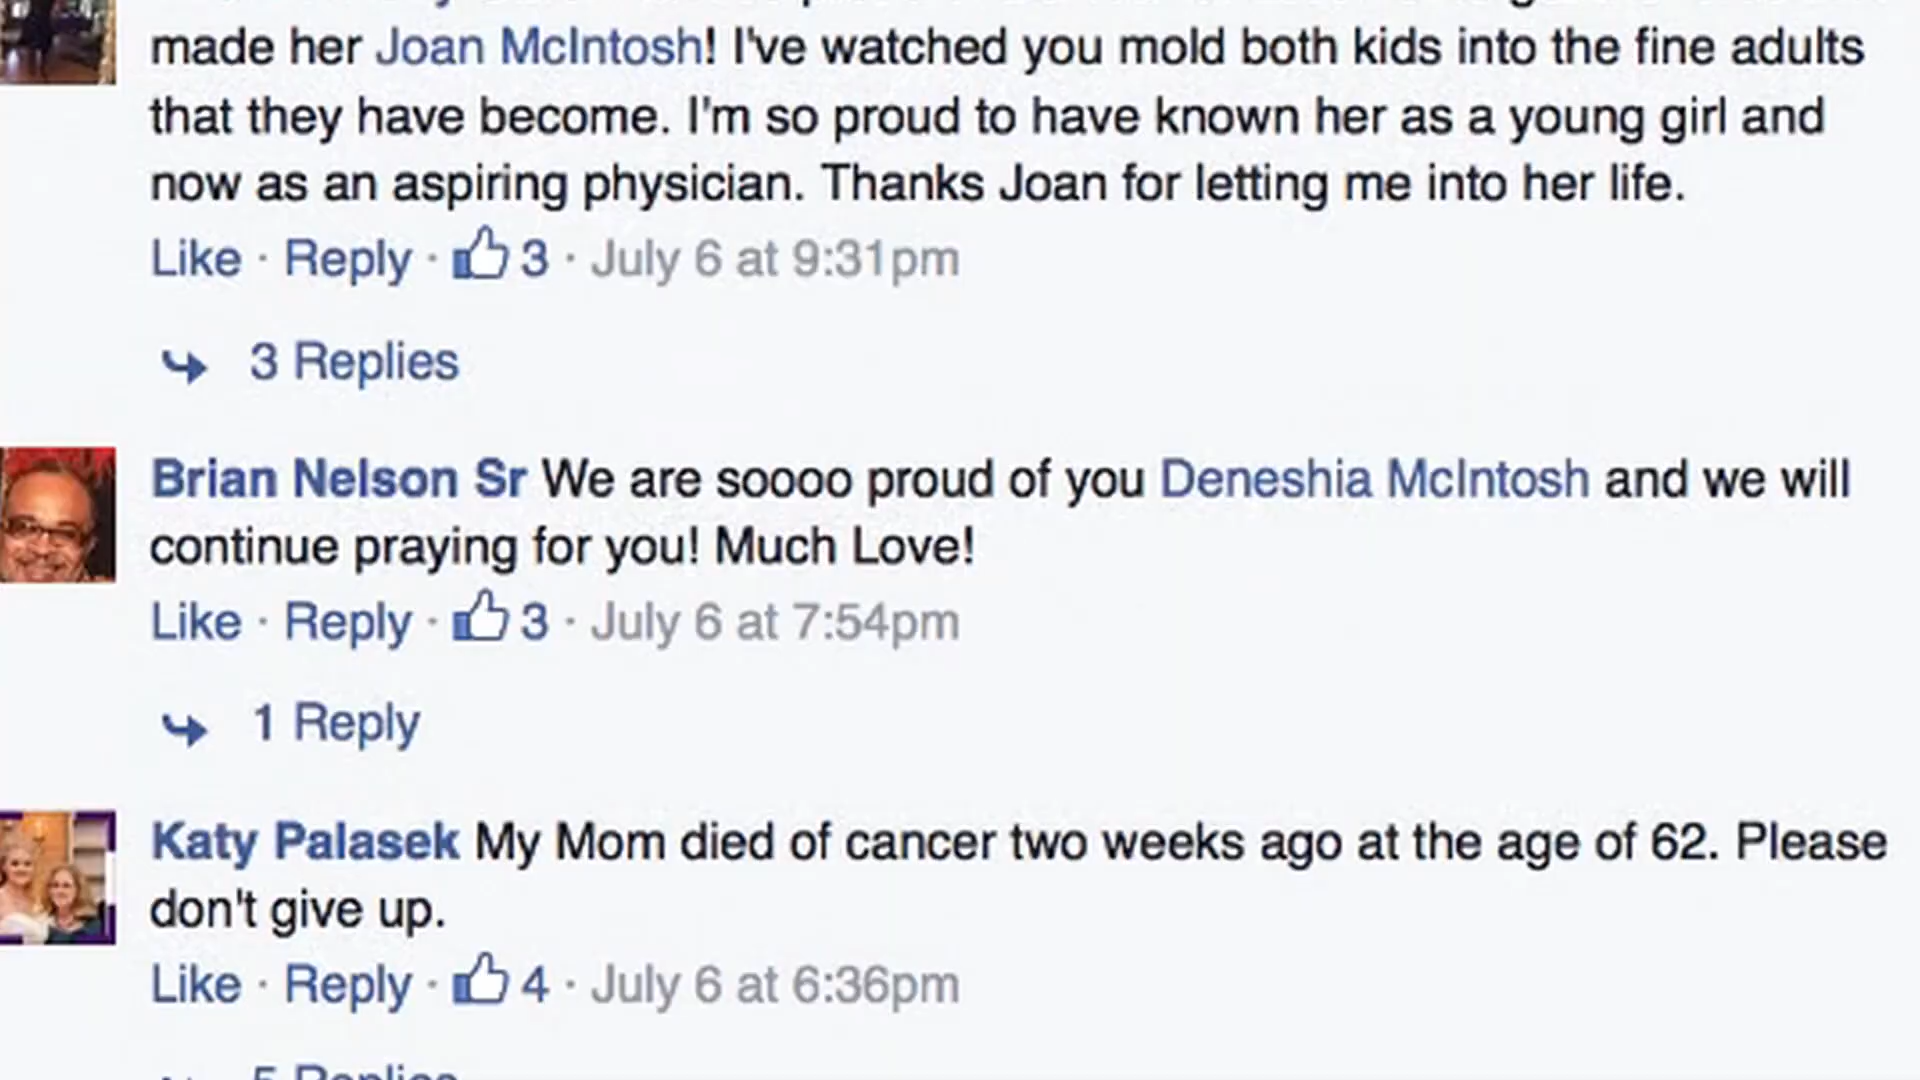 made her Joan McIntosh! I've watched you mold both kids into the fine adults
that they have become. I'm so proud to have known her as a young girl and
now as an aspiring physician. Thanks Joan for letting me into her life.
Like · Reply · 3 · July 6 at 9:31pm
3 Replies
Brian Nelson Sr We are soooo proud of you Deneshia McIntosh and we will
continue praying for you! Much Love!
Like · Reply · 3 · July 6 at 7:54pm
1 Reply
Katy Palasek My Mom died of cancer two weeks ago at the age of 62. Please
don't give up.
Like · Reply · 4 · July 6 at 6:36pm
5 Replies